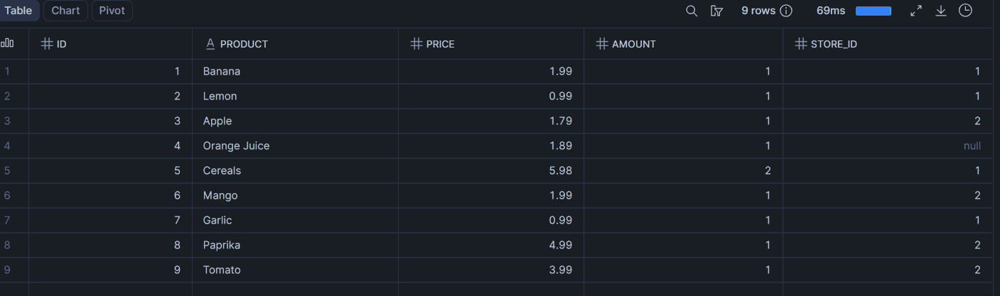 Table Chart Pivot 9 rows 69ms
ID PRODUCT PRICE AMOUNT STORE_ID
1 1 Banana 1.99 1 1
2 2 Lemon 0.99 1 1
3 3 Apple 1.79 1 2
4 4 Orange Juice 1.89 1 null
5 5 Cereals 5.98 2 1
6 6 Mango 1.99 1 2
7 7 Garlic 0.99 1 1
8 8 Paprika 4.99 1 2
9 9 Tomato 3.99 1 2